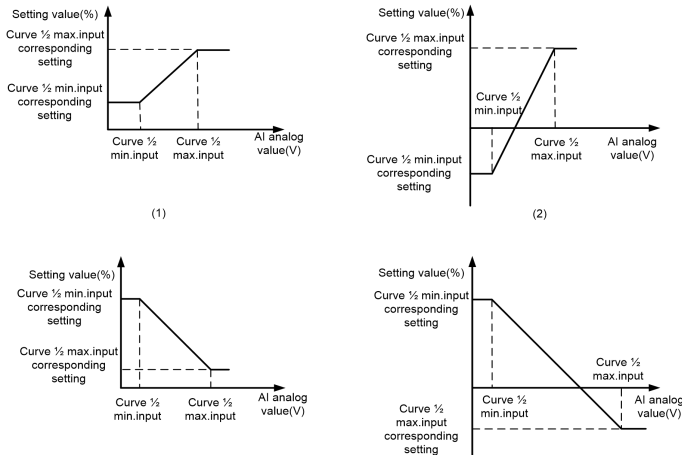 Setting value(%)
Curve ½ max.input
corresponding
setting
Curve ½ min.input
corresponding
setting
Curve ½
min.input
Curve ½
max.input
AI analog
value(V)
(1)
Setting value(%)
Curve ½ max.input
corresponding
setting
Curve ½
min.input
Curve ½ min.input
corresponding
setting
Curve ½
max.input
AI analog
value(V)
(2)
Setting value(%)
Curve ½ min.input
corresponding
setting
Curve ½ max.input
corresponding
setting
Curve ½
min.input
Curve ½
max.input
AI analog
value(V)
Setting value(%)
Curve ½ min.input
corresponding
setting
Curve ½
max.input
Curve ½
min.input
AI analog
value(V)
Curve ½
max.input
corresponding
setting